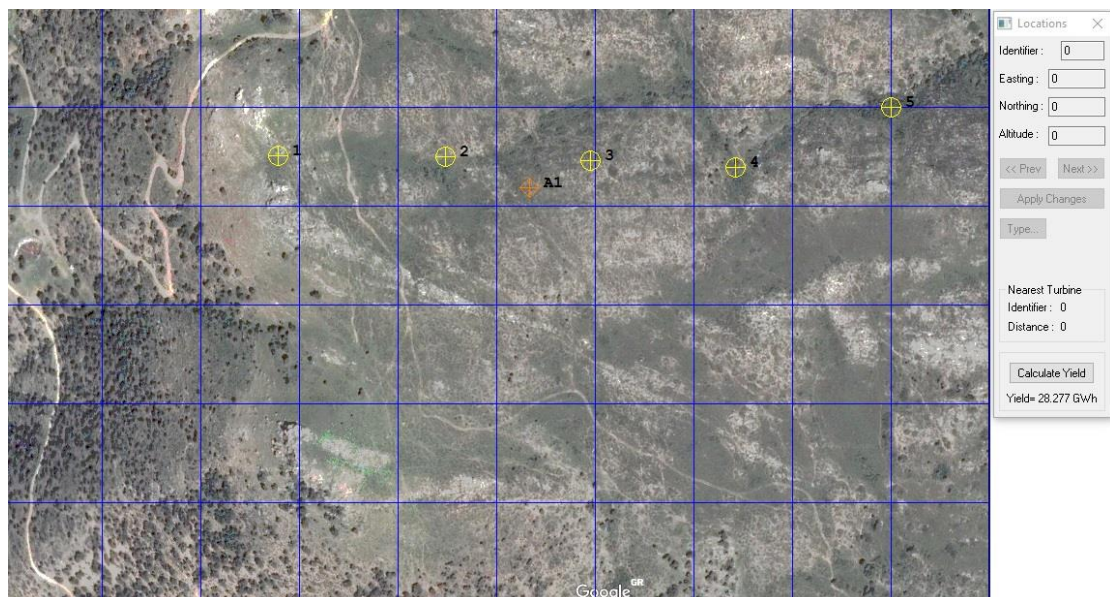 1
2
3
4
5
A1
Google GR
Locations
Identifier : 0
Easting : 0
Northing : 0
Altitude : 0
<< Prev Next >>
Apply Changes
Type...
Nearest Turbine
Identifier : 0
Distance : 0
Calculate Yield
Yield= 28.277 GWh